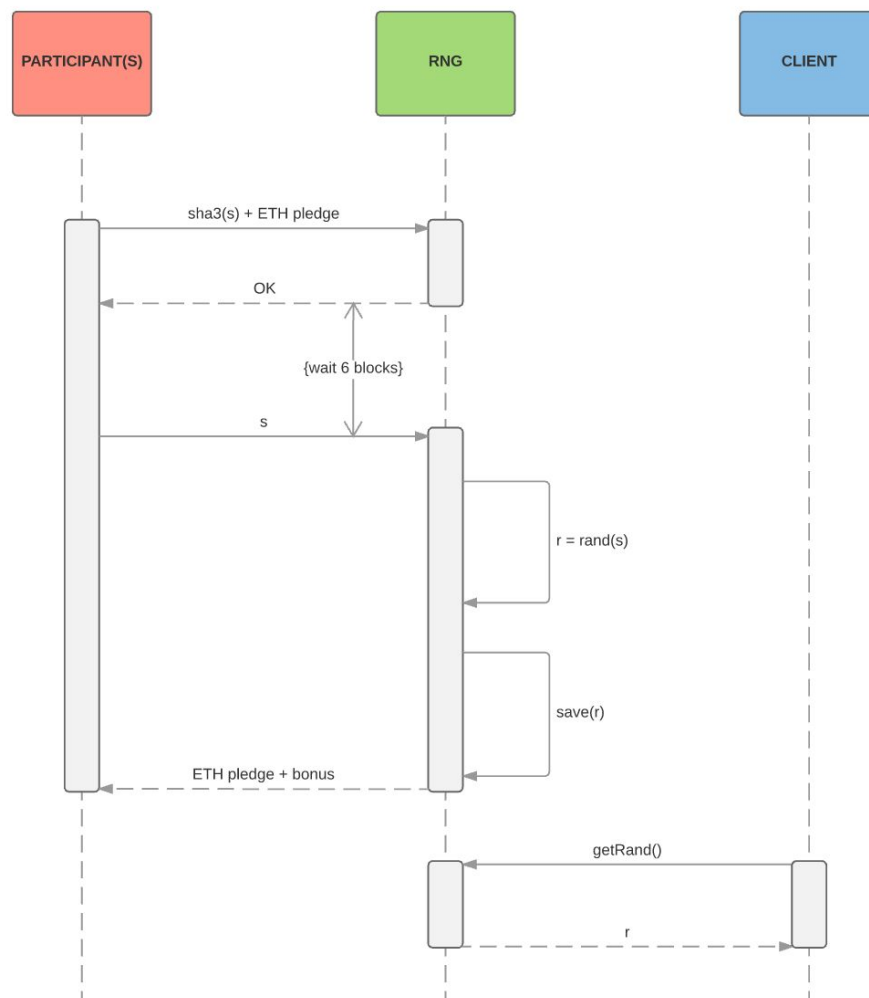 PARTICIPANT(S)
RNG
CLIENT
sha3(s) + ETH pledge
OK
{wait 6 blocks}
s
r = rand(s)
save(r)
ETH pledge + bonus
getRand()
r